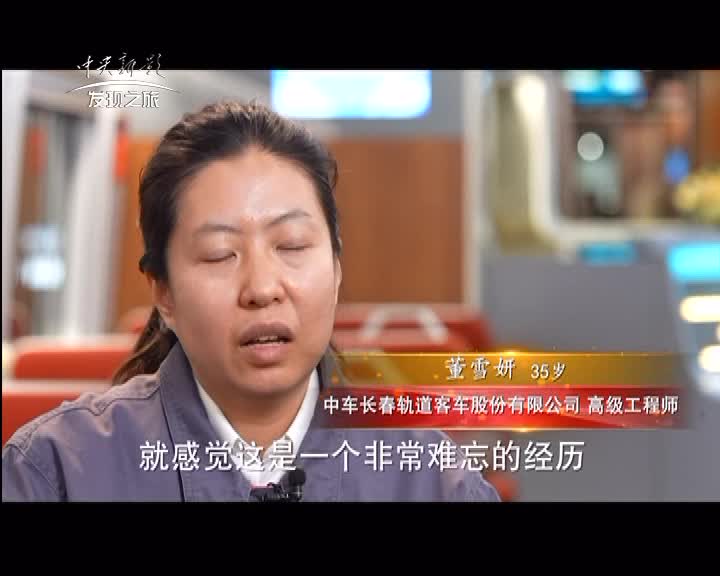 中央新影
发现之旅
董雪妍 35岁
中车长春轨道客车股份有限公司 高级工程师
就感觉这是一个非常难忘的经历